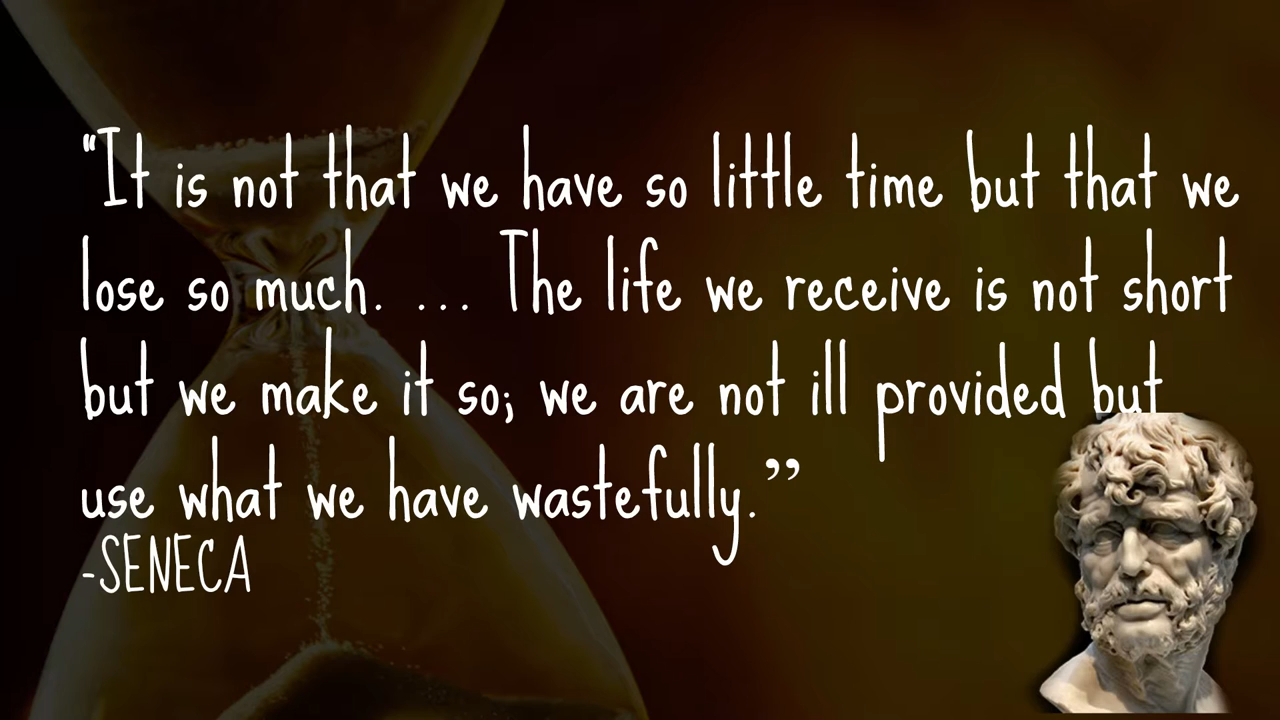 “It is not that we have so little time but that we
lose so much. ... The life we receive is not short
but we make it so; we are not ill provided but
use what we have wastefully.”
-SENECA